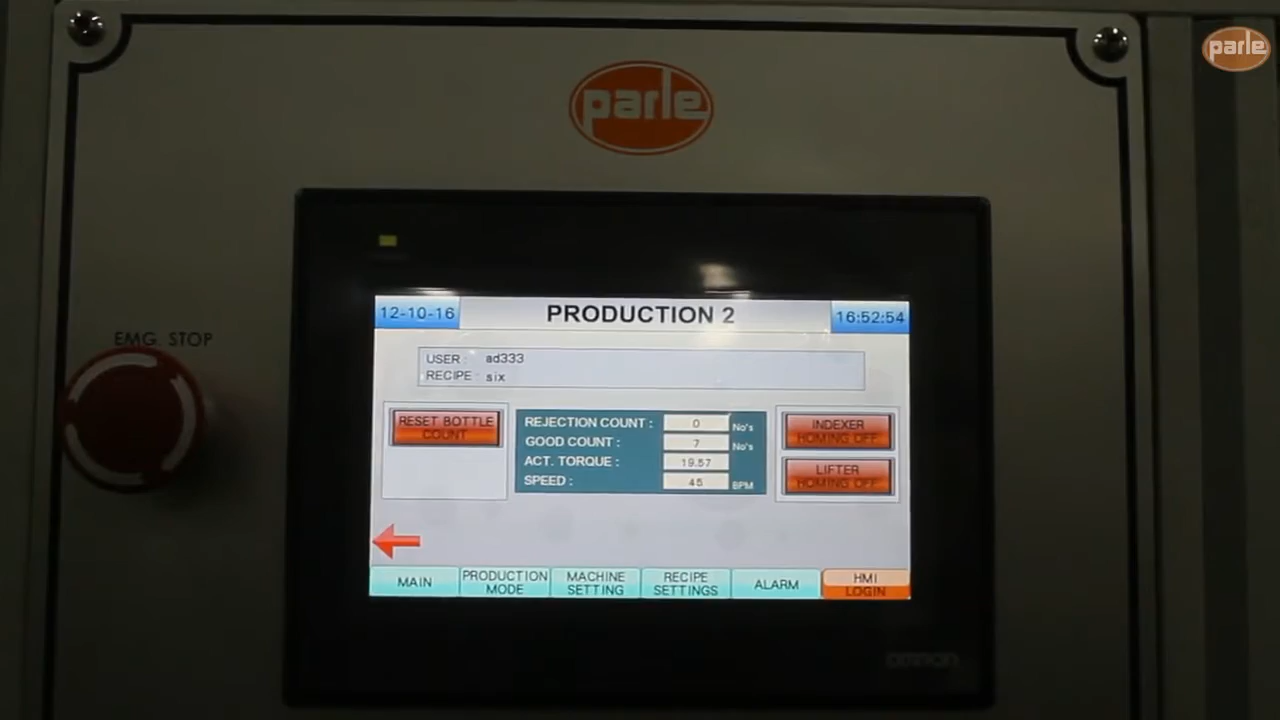 parle
parle
EMG. STOP
12-10-16
PRODUCTION 2
16:52:54
USER : ad333
RECIPE : six
RESET BOTTLE
COUNT
REJECTION COUNT : 0 No's
GOOD COUNT : 7 No's
ACT. TORQUE : 19.57
SPEED : 45 BPM
INDEXER
HOMING OFF
LIFTER
HOMING OFF
MAIN
PRODUCTION
MODE
MACHINE
SETTING
RECIPE
SETTINGS
ALARM
HMI
LOGIN
omron